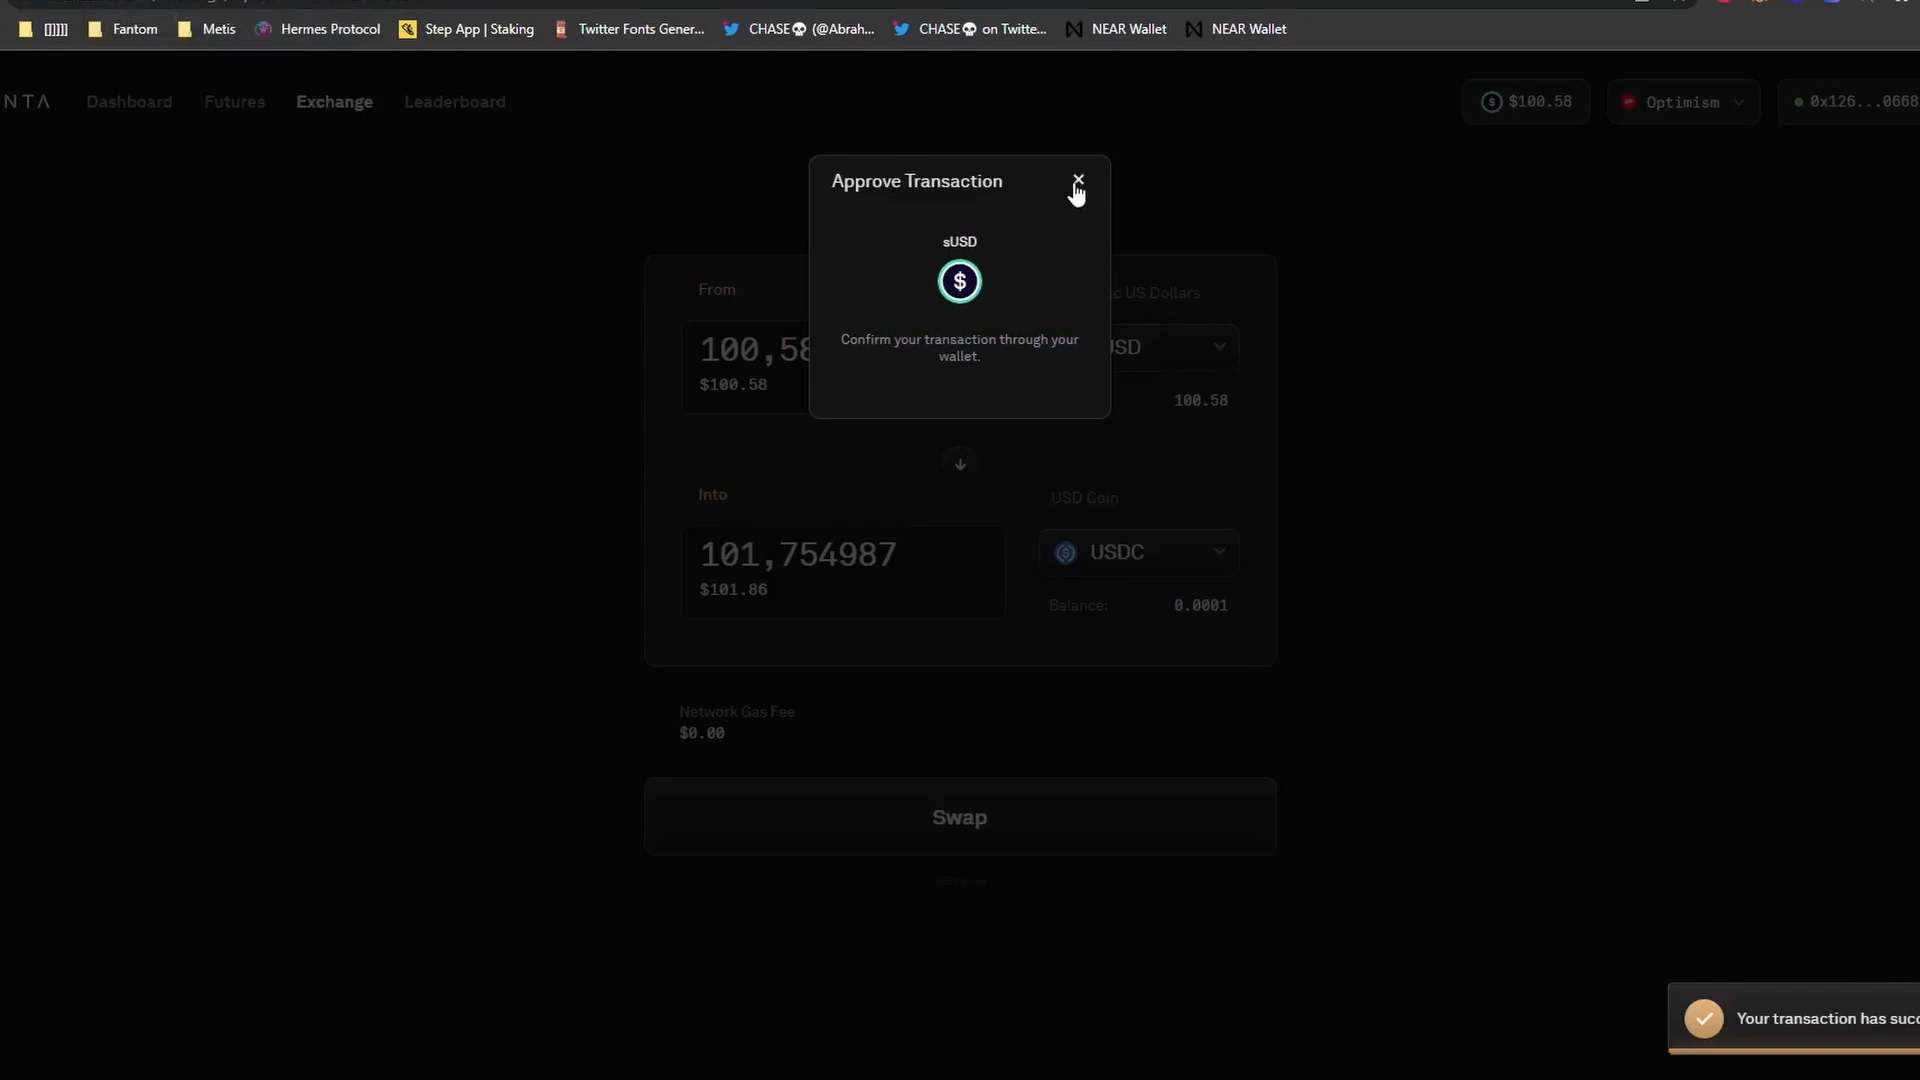 []]]]]
Fantom
Metis
Hermes Protocol
Step App | Staking
Twitter Fonts Gener...
CHASE💀 (@Abrah...
CHASE💀 on Twitte...
NEAR Wallet
NEAR Wallet
NTA
Dashboard
Futures
Exchange
Leaderboard
$100.58
Optimism
0x126...0668
Approve Transaction
sUSD
Confirm your transaction through your
wallet.
From
c US Dollars
100,58
USD
$100.58
100.58
Into
USD Coin
101,754987
USDC
$101.86
Balance:
0.0001
Network Gas Fee
$0.00
Swap
Your transaction has succ